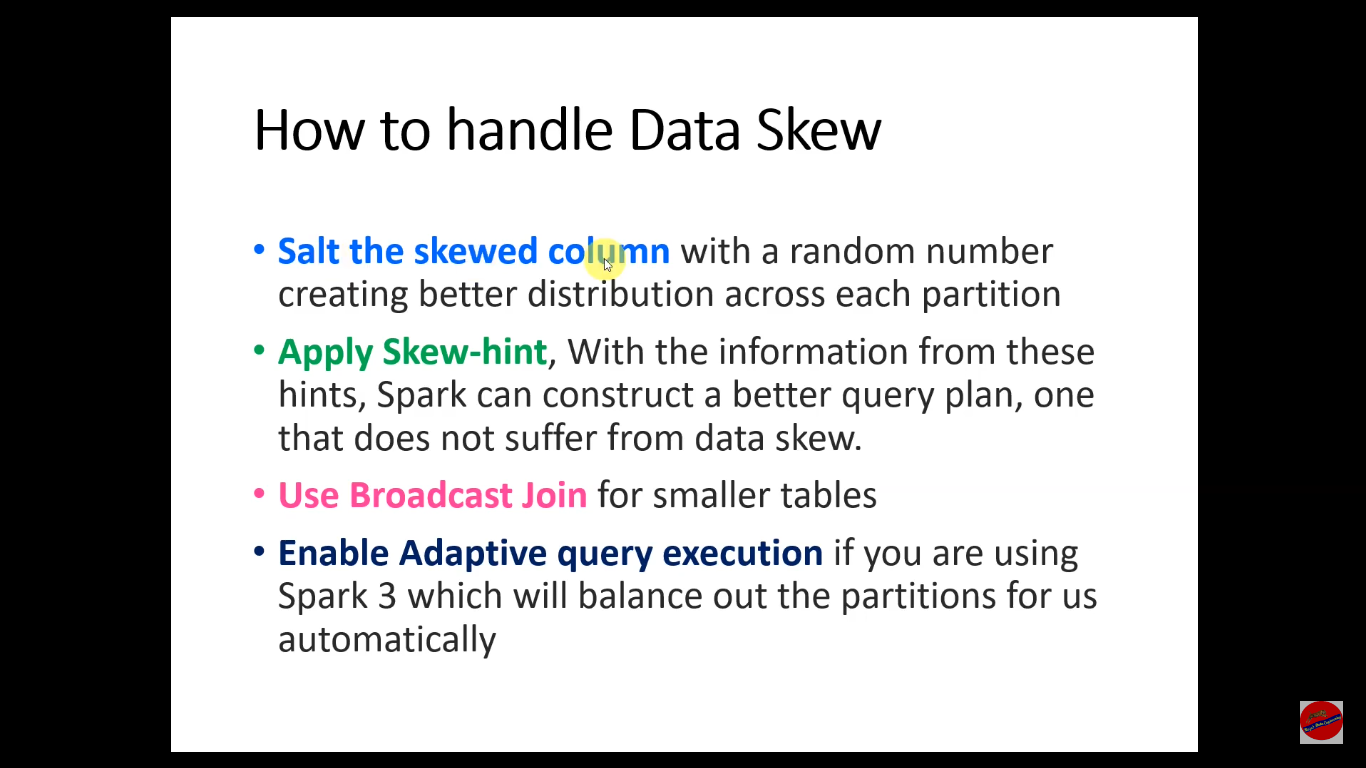 How to handle Data Skew
• Salt the skewed column with a random number
creating better distribution across each partition
• Apply Skew-hint, With the information from these
hints, Spark can construct a better query plan, one
that does not suffer from data skew.
• Use Broadcast Join for smaller tables
• Enable Adaptive query execution if you are using
Spark 3 which will balance out the partitions for us
automatically